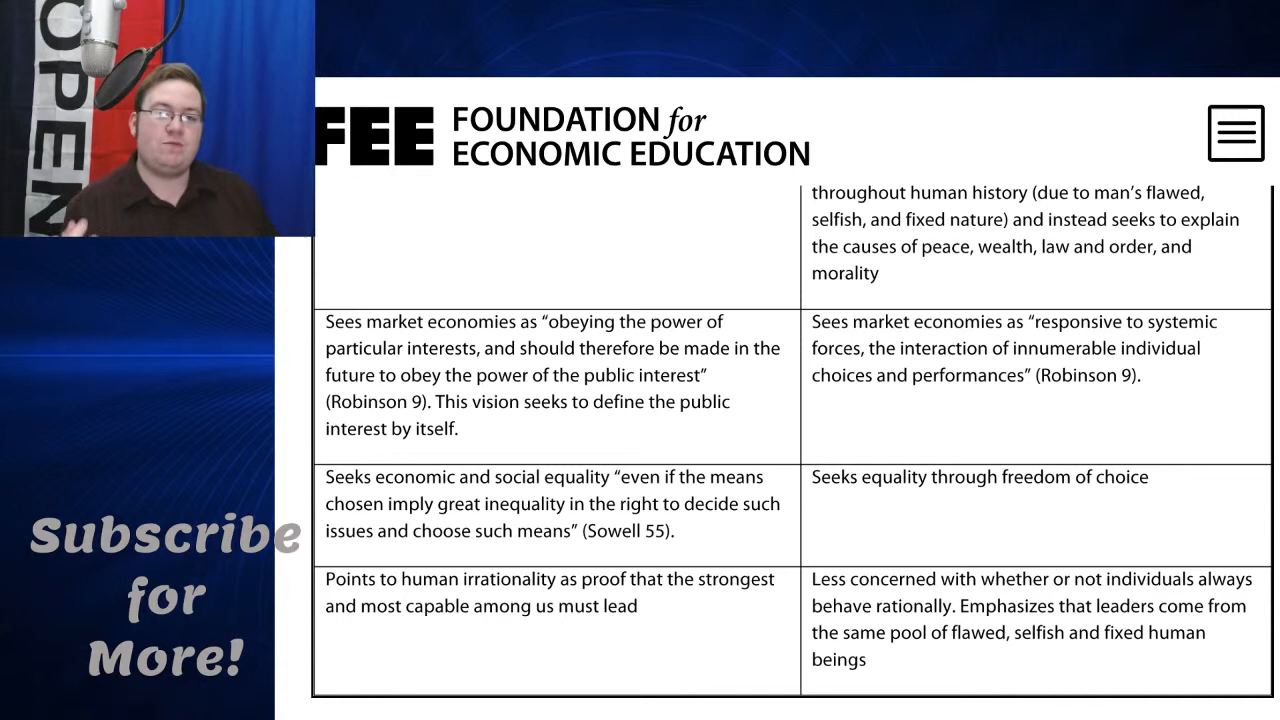 OPEN
FEE
FOUNDATION for
ECONOMIC EDUCATION
throughout human history (due to man’s flawed,
selfish, and fixed nature) and instead seeks to explain
the causes of peace, wealth, law and order, and
morality
Sees market economies as “obeying the power of
particular interests, and should therefore be made in the
future to obey the power of the public interest”
(Robinson 9). This vision seeks to define the public
interest by itself.
Sees market economies as “responsive to systemic
forces, the interaction of innumerable individual
choices and performances” (Robinson 9).
Seeks economic and social equality “even if the means
chosen imply great inequality in the right to decide such
issues and choose such means” (Sowell 55).
Seeks equality through freedom of choice
Points to human irrationality as proof that the strongest
and most capable among us must lead
Less concerned with whether or not individuals always
behave rationally. Emphasizes that leaders come from
the same pool of flawed, selfish and fixed human
beings
Subscribe
for
More!